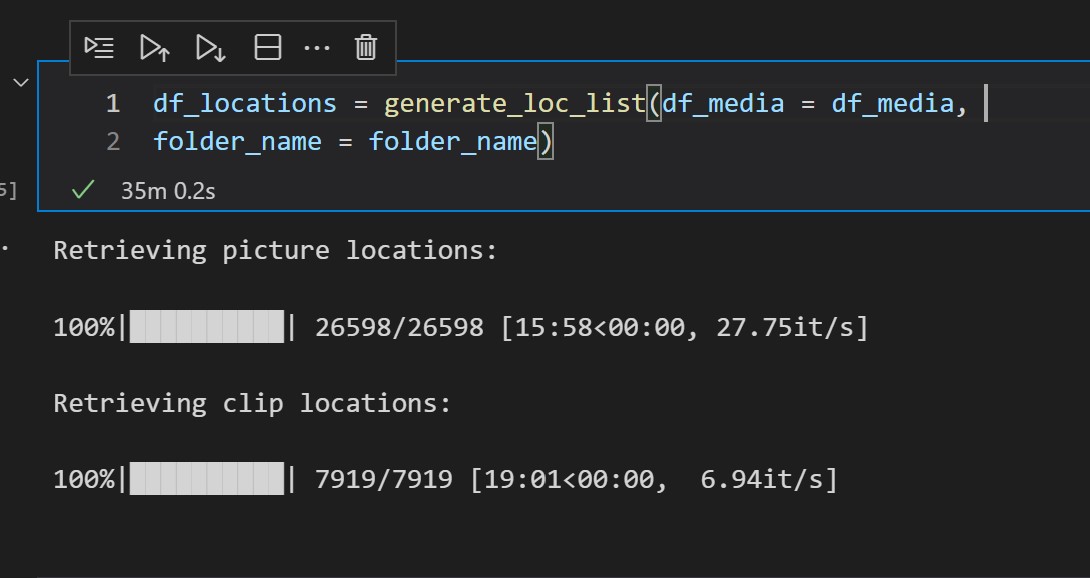 1 df_locations = generate_loc_list(df_media = df_media,
2 folder_name = folder_name)
5] 35m 0.2s
Retrieving picture locations:
100%|██████████| 26598/26598 [15:58<00:00, 27.75it/s]
Retrieving clip locations:
100%|██████████| 7919/7919 [19:01<00:00,  6.94it/s]